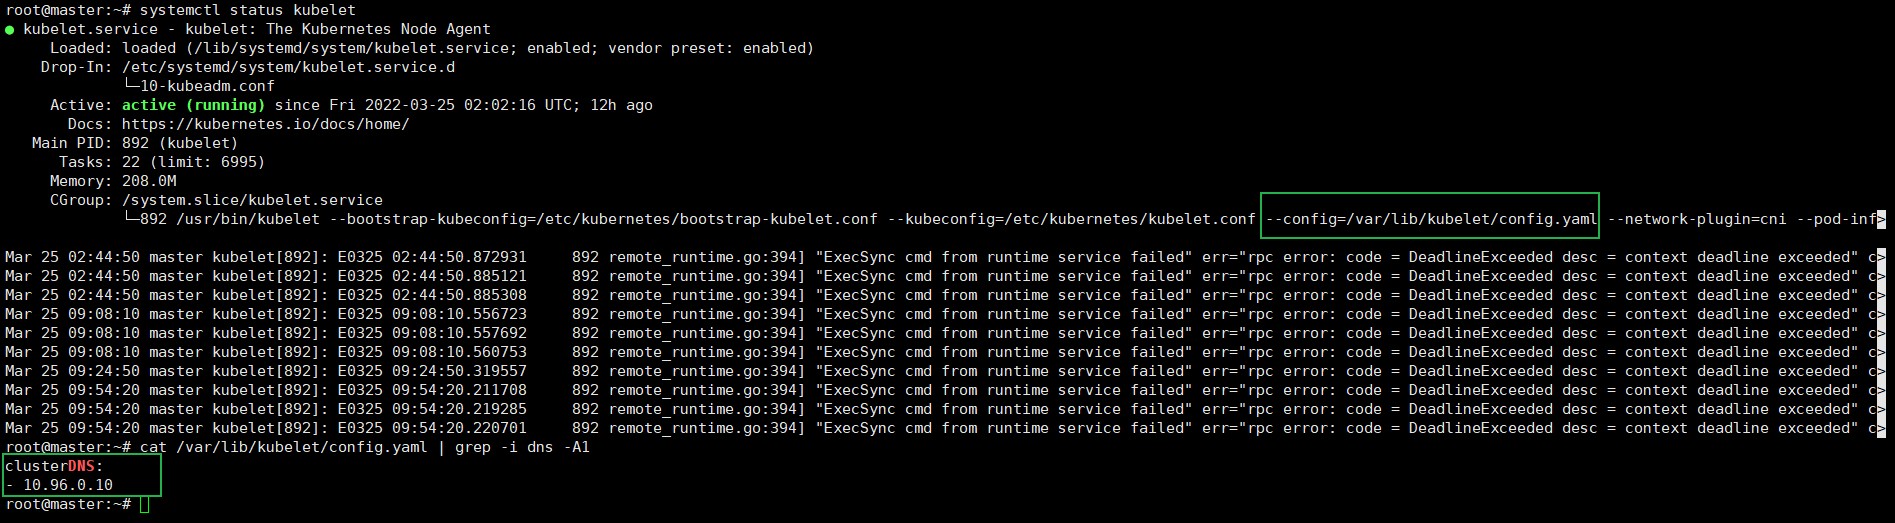 root@master:~# systemctl status kubelet
● kubelet.service - kubelet: The Kubernetes Node Agent
     Loaded: loaded (/lib/systemd/system/kubelet.service; enabled; vendor preset: enabled)
    Drop-In: /etc/systemd/system/kubelet.service.d
             └─10-kubeadm.conf
     Active: active (running) since Fri 2022-03-25 02:02:16 UTC; 12h ago
       Docs: https://kubernetes.io/docs/home/
   Main PID: 892 (kubelet)
      Tasks: 22 (limit: 6995)
     Memory: 208.0M
     CGroup: /system.slice/kubelet.service
             └─892 /usr/bin/kubelet --bootstrap-kubeconfig=/etc/kubernetes/bootstrap-kubelet.conf --kubeconfig=/etc/kubernetes/kubelet.conf --config=/var/lib/kubelet/config.yaml --network-plugin=cni --pod-inf>
Mar 25 02:44:50 master kubelet[892]: E0325 02:44:50.872931     892 remote_runtime.go:394] "ExecSync cmd from runtime service failed" err="rpc error: code = DeadlineExceeded desc = context deadline exceeded" c>
Mar 25 02:44:50 master kubelet[892]: E0325 02:44:50.885121     892 remote_runtime.go:394] "ExecSync cmd from runtime service failed" err="rpc error: code = DeadlineExceeded desc = context deadline exceeded" c>
Mar 25 02:44:50 master kubelet[892]: E0325 02:44:50.885308     892 remote_runtime.go:394] "ExecSync cmd from runtime service failed" err="rpc error: code = DeadlineExceeded desc = context deadline exceeded" c>
Mar 25 09:08:10 master kubelet[892]: E0325 09:08:10.556723     892 remote_runtime.go:394] "ExecSync cmd from runtime service failed" err="rpc error: code = DeadlineExceeded desc = context deadline exceeded" c>
Mar 25 09:08:10 master kubelet[892]: E0325 09:08:10.557692     892 remote_runtime.go:394] "ExecSync cmd from runtime service failed" err="rpc error: code = DeadlineExceeded desc = context deadline exceeded" c>
Mar 25 09:08:10 master kubelet[892]: E0325 09:08:10.560753     892 remote_runtime.go:394] "ExecSync cmd from runtime service failed" err="rpc error: code = DeadlineExceeded desc = context deadline exceeded" c>
Mar 25 09:24:50 master kubelet[892]: E0325 09:24:50.319557     892 remote_runtime.go:394] "ExecSync cmd from runtime service failed" err="rpc error: code = DeadlineExceeded desc = context deadline exceeded" c>
Mar 25 09:54:20 master kubelet[892]: E0325 09:54:20.211708     892 remote_runtime.go:394] "ExecSync cmd from runtime service failed" err="rpc error: code = DeadlineExceeded desc = context deadline exceeded" c>
Mar 25 09:54:20 master kubelet[892]: E0325 09:54:20.219285     892 remote_runtime.go:394] "ExecSync cmd from runtime service failed" err="rpc error: code = DeadlineExceeded desc = context deadline exceeded" c>
Mar 25 09:54:20 master kubelet[892]: E0325 09:54:20.220701     892 remote_runtime.go:394] "ExecSync cmd from runtime service failed" err="rpc error: code = DeadlineExceeded desc = context deadline exceeded" c>
root@master:~# cat /var/lib/kubelet/config.yaml | grep -i dns -A1
clusterDNS:
- 10.96.0.10
root@master:~#